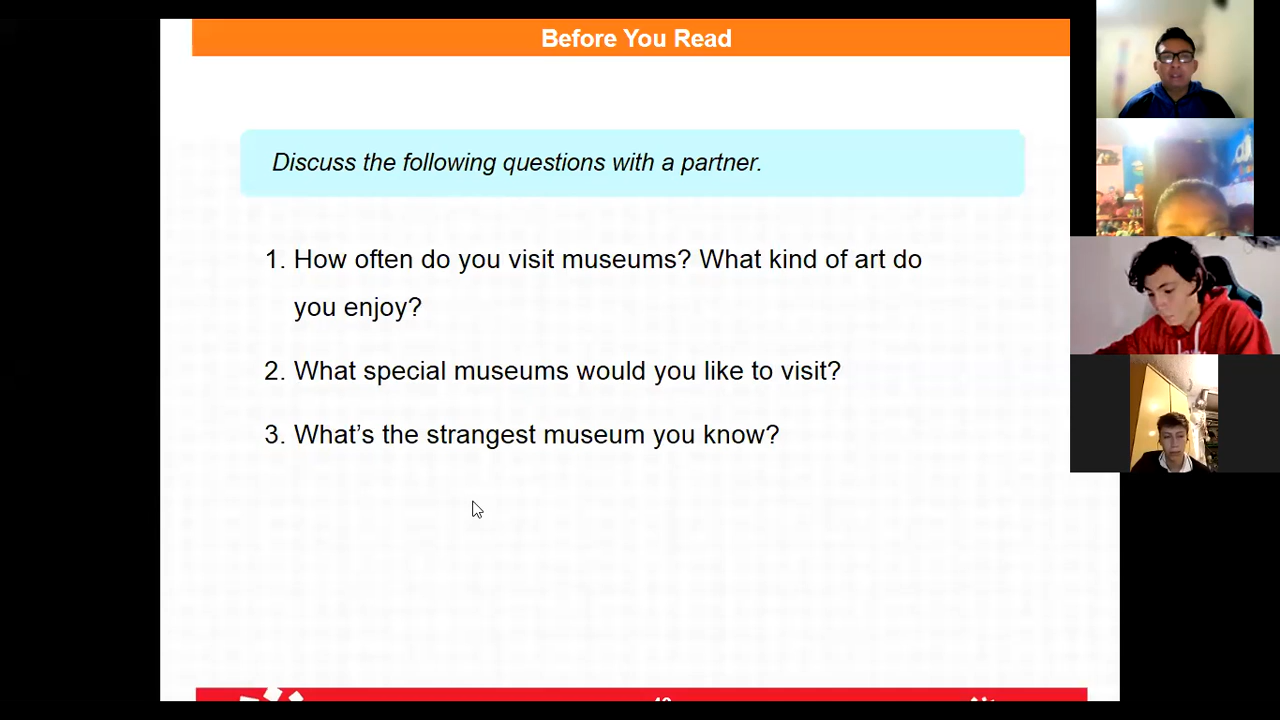 Before You Read
Discuss the following questions with a partner.
1. How often do you visit museums? What kind of art do
you enjoy?
2. What special museums would you like to visit?
3. What's the strangest museum you know?